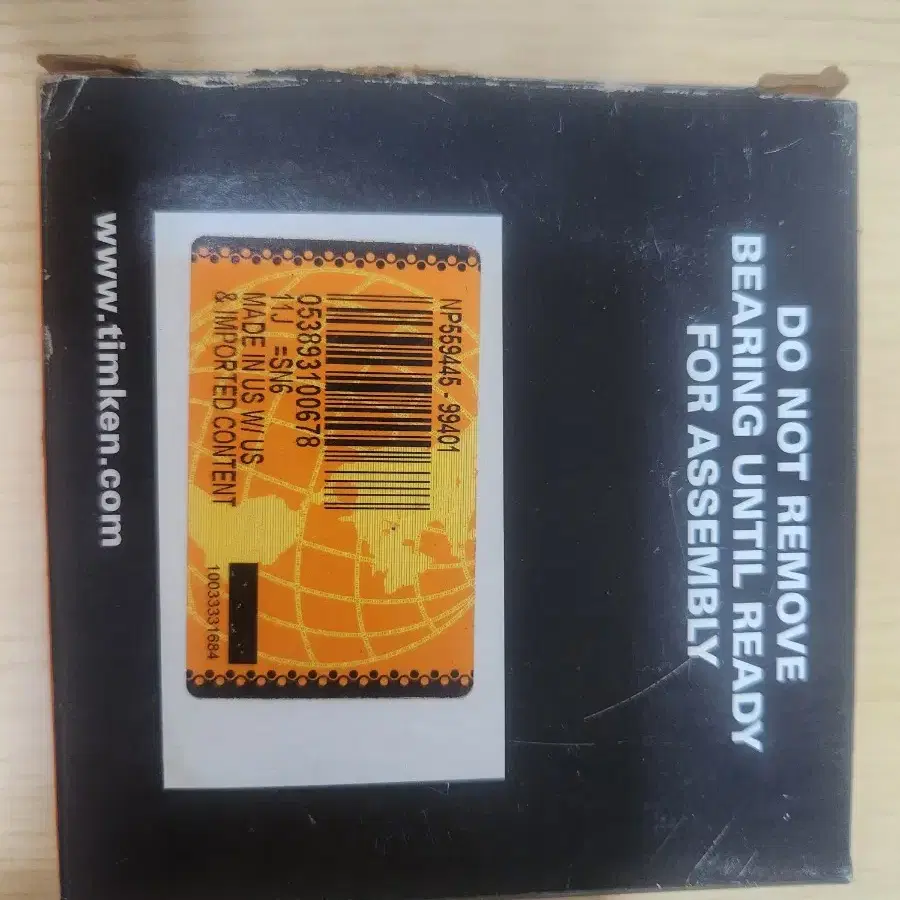 DO NOT REMOVE
BEARING UNTIL READY
FOR ASSEMBLY
NP559445 - 99401
053893100678
11J =SN6
MADE IN US W/ US
& IMPORTED CONTENT
10033331684
www.timken.com